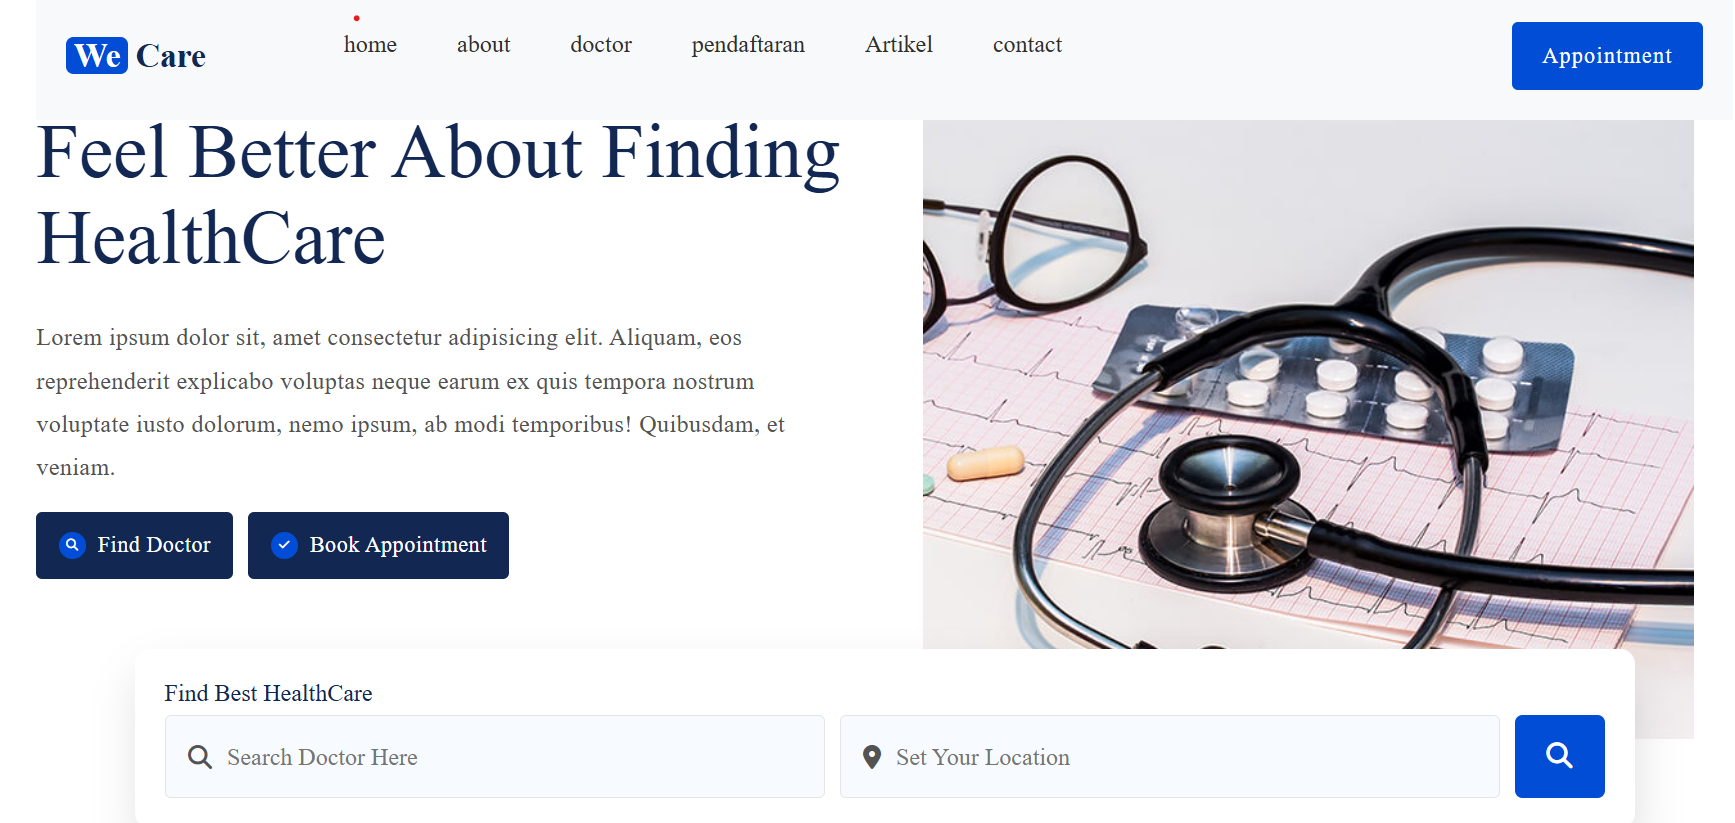 We Care
home about doctor pendaftaran Artikel contact
Appointment
Feel Better About Finding
HealthCare
Lorem ipsum dolor sit, amet consectetur adipisicing elit. Aliquam, eos
reprehenderit explicabo voluptas neque earum ex quis tempora nostrum
voluptate iusto dolorum, nemo ipsum, ab modi temporibus! Quibusdam, et
veniam.
Find Doctor
Book Appointment
Find Best HealthCare
Search Doctor Here
Set Your Location